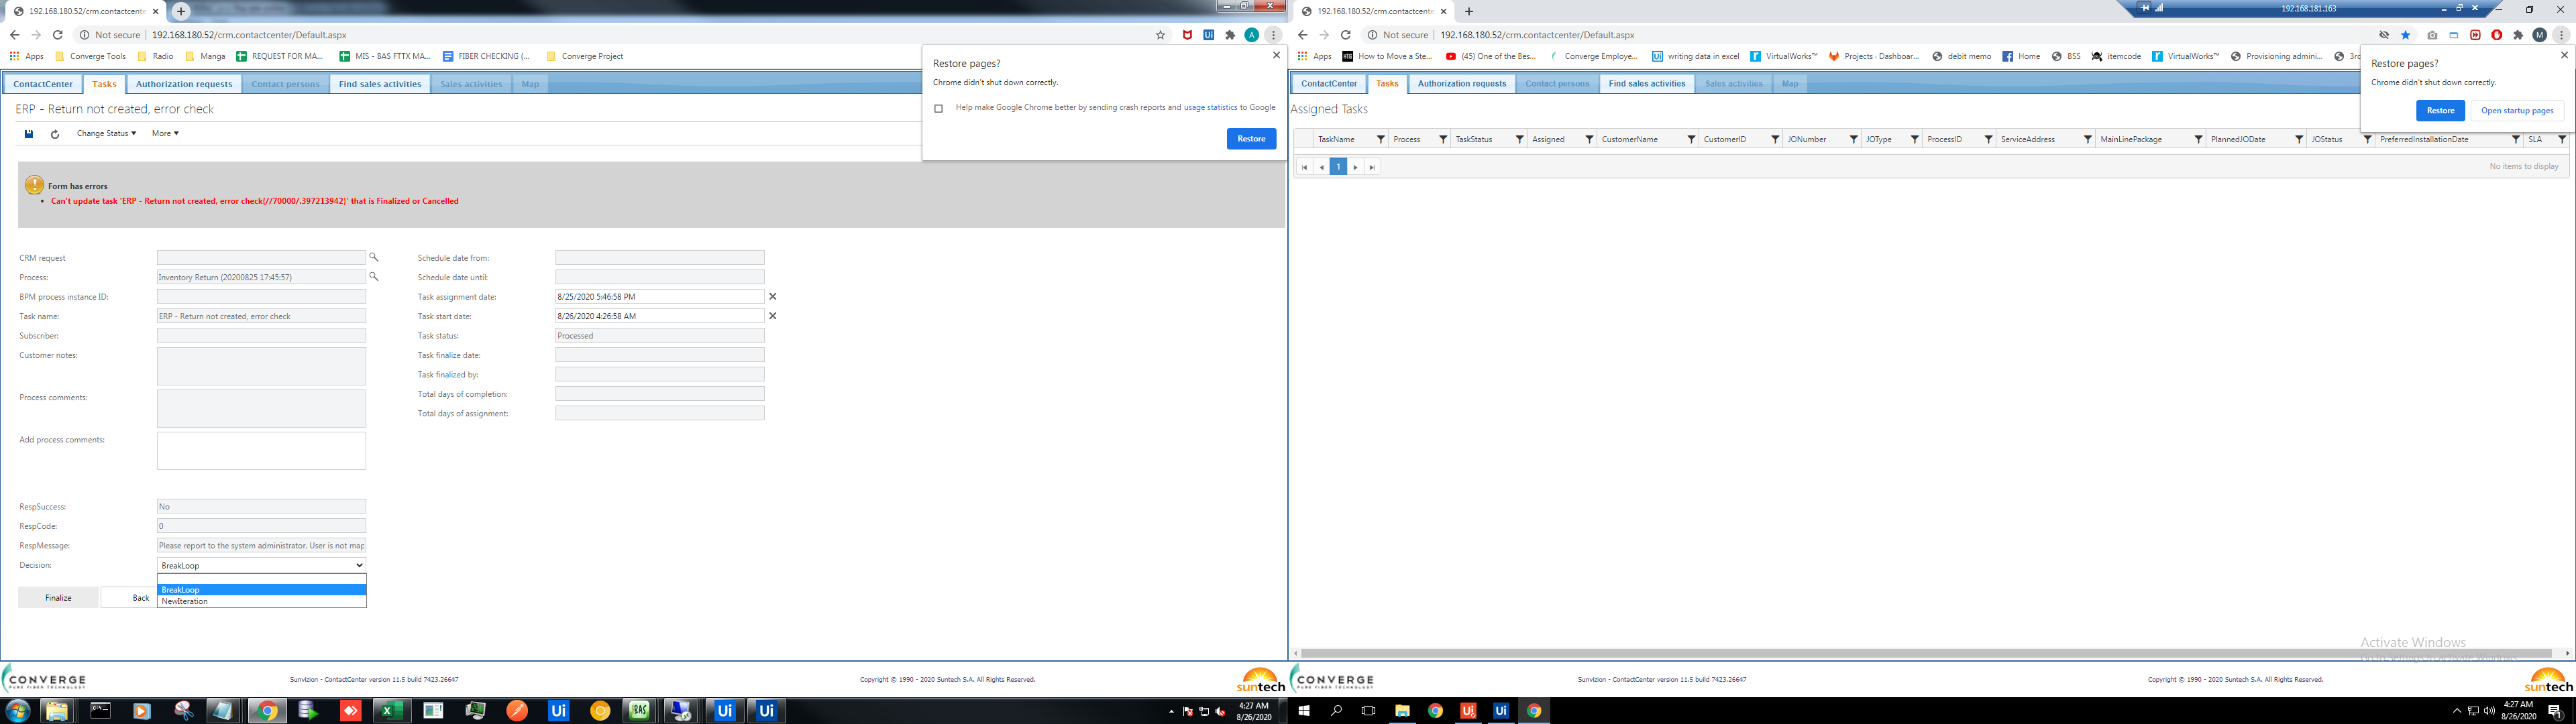 192.168.180.52/crm.contactcente
Not secure 192.168.180.52/crm.contactcenter/Default.aspx
Apps Converge Tools Radio Manga REQUEST FOR MA... MIS - BAS FTTX MA... FIBER CHECKING (... Converge Project
ContactCenter Tasks Authorization requests Contact persons Find sales activities Sales activities Map
ERP - Return not created, error check
Change Status More
Restore pages?
Chrome didn't shut down correctly.
Help make Google Chrome better by sending crash reports and usage statistics to Google
Restore
Form has errors
Can't update task 'ERP - Return not created, error check(//70000/.397213942)' that is Finalized or Cancelled
CRM request
Process: Inventory Return (20200825 17:45:57)
BPM process instance ID:
Task name: ERP - Return not created, error check
Subscriber:
Customer notes:
Process comments:
Add process comments:
Schedule date from:
Schedule date until:
Task assignment date: 8/25/2020 5:46:58 PM
Task start date: 8/26/2020 4:26:58 AM
Task status: Processed
Task finalize date:
Task finalized by:
Total days of completion:
Total days of assignment:
RespSuccess: No
RespCode: 0
RespMessage: Please report to the system administrator. User is not map
Decision: BreakLoop
BreakLoop
NewIteration
Finalize Back
CONVERGE
PURE FIBER TECHNOLOGY
Sunvizion - ContactCenter version 11.5 build 7423.26647
Copyright © 1990 - 2020 Suntech S.A. All Rights Reserved.
suntech
4:27 AM
8/26/2020
192.168.180.52/crm.contactcente
192.168.181.163
Not secure 192.168.180.52/crm.contactcenter/Default.aspx
Apps How to Move a Ste... (45) One of the Bes... Converge Employe... writing data in excel VirtualWorks™ Projects · Dashboar... debit memo Home BSS itemcode VirtualWorks™ Provisioning admini... 3rd
ContactCenter Tasks Authorization requests Contact persons Find sales activities Sales activities Map
Assigned Tasks
Restore pages?
Chrome didn't shut down correctly.
Restore Open startup pages
TaskName Process TaskStatus Assigned CustomerName CustomerID JONumber JOType ProcessID ServiceAddress MainLinePackage PlannedJODate JOStatus PreferredInstallationDate SLA
1
No items to display
Activate Windows
Go to Settings to activate Windows.
CONVERGE
PURE FIBER TECHNOLOGY
Sunvizion - ContactCenter version 11.5 build 7423.26647
Copyright © 1990 - 2020 Suntech S.A. All Rights Reserved.
suntech
4:27 AM
8/26/2020